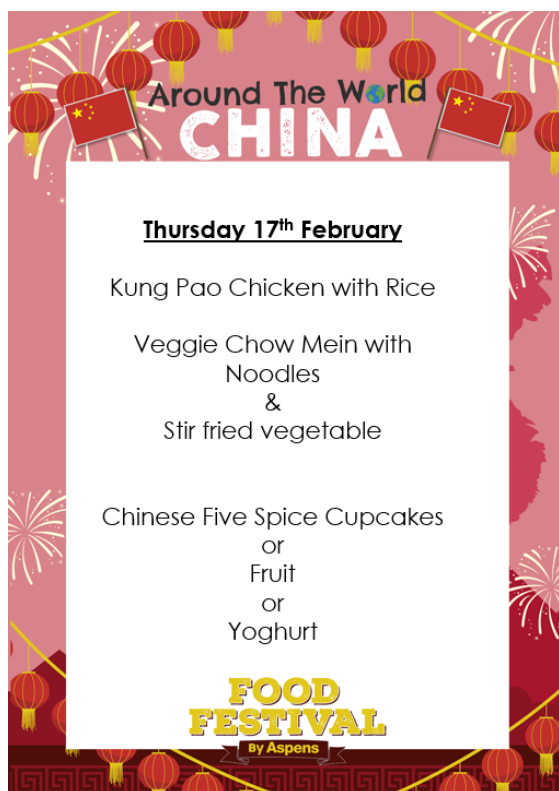 Around The World
CHINA
Thursday 17th February
Kung Pao Chicken with Rice
Veggie Chow Mein with
Noodles
&
Stir fried vegetable
Chinese Five Spice Cupcakes
or
Fruit
or
Yoghurt
FOOD
FESTIVAL
By Aspens